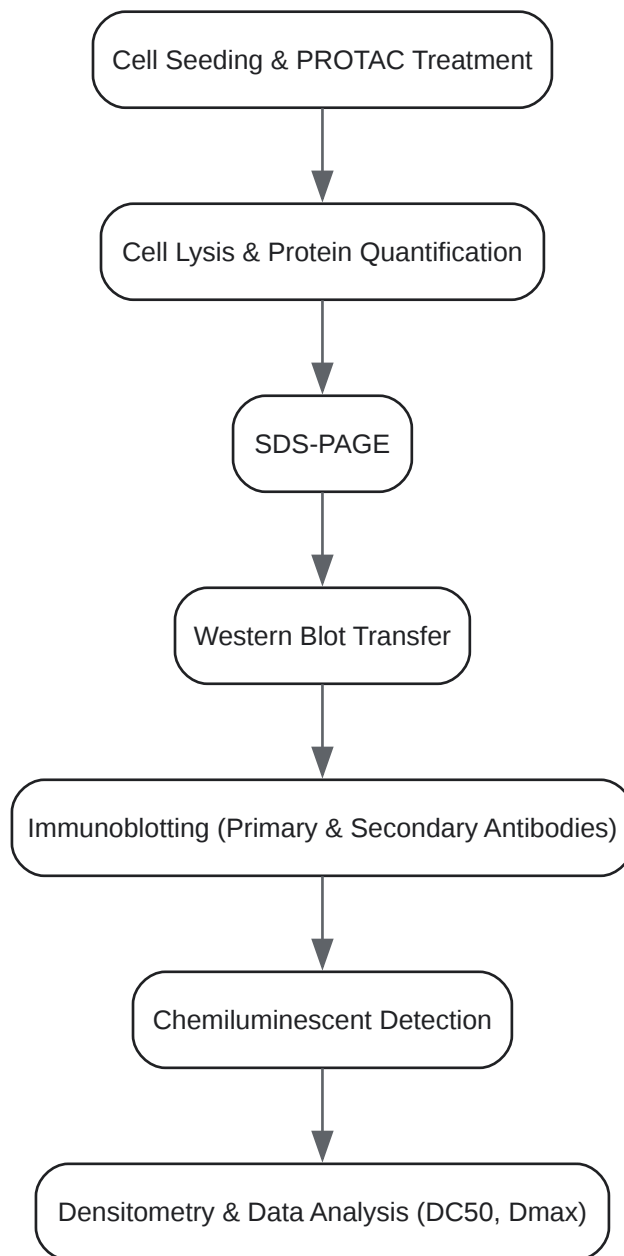 Cell Seeding & PROTAC Treatment
Cell Lysis & Protein Quantification
SDS-PAGE
Western Blot Transfer
Immunoblotting (Primary & Secondary Antibodies)
Chemiluminescent Detection
Densitometry & Data Analysis (DC50, Dmax)